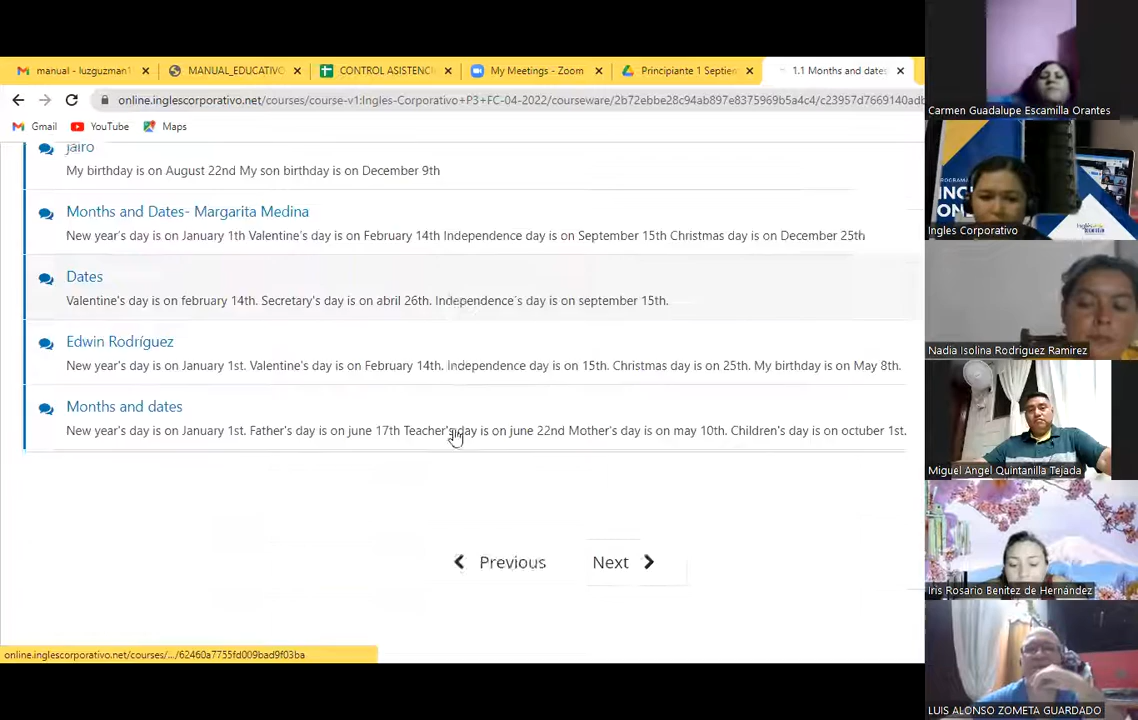 manual - luzguzman1
MANUAL_EDUCATIVO
CONTROL ASISTENC
My Meetings - Zoom
Principiante 1 Septien
1.1 Months and dates
online.inglescorporativo.net/courses/course-v1:Ingles-Corporativo+P3+FC-04-2022/courseware/2b72ebbe28c94ab897e8375969b5a4c4/c23957d7669140adb
Gmail
YouTube
Maps
jairo
My birthday is on August 22nd My son birthday is on December 9th
Months and Dates- Margarita Medina
New year's day is on January 1th Valentine's day is on February 14th Independence day is on September 15th Christmas day is on December 25th
Dates
Valentine's day is on february 14th. Secretary's day is on abril 26th. Independence´s day is on september 15th.
Edwin Rodríguez
New year's day is on January 1st. Valentine's day is on February 14th. Independence day is on 15th. Christmas day is on 25th. My birthday is on May 8th.
Months and dates
New year's day is on January 1st. Father's day is on june 17th Teacher's day is on june 22nd Mother's day is on may 10th. Children's day is on octuber 1st.
Previous
Next
online.inglescorporativo.net/courses/.../62460a7755fd009bad9f03ba
Carmen Guadalupe Escamilla Orantes
Ingles Corporativo
Nadia Isolina Rodriguez Ramirez
Miguel Angel Quintanilla Tejada
Iris Rosario Benitez de Hernández
LUIS ALONSO ZOMETA GUARDADO